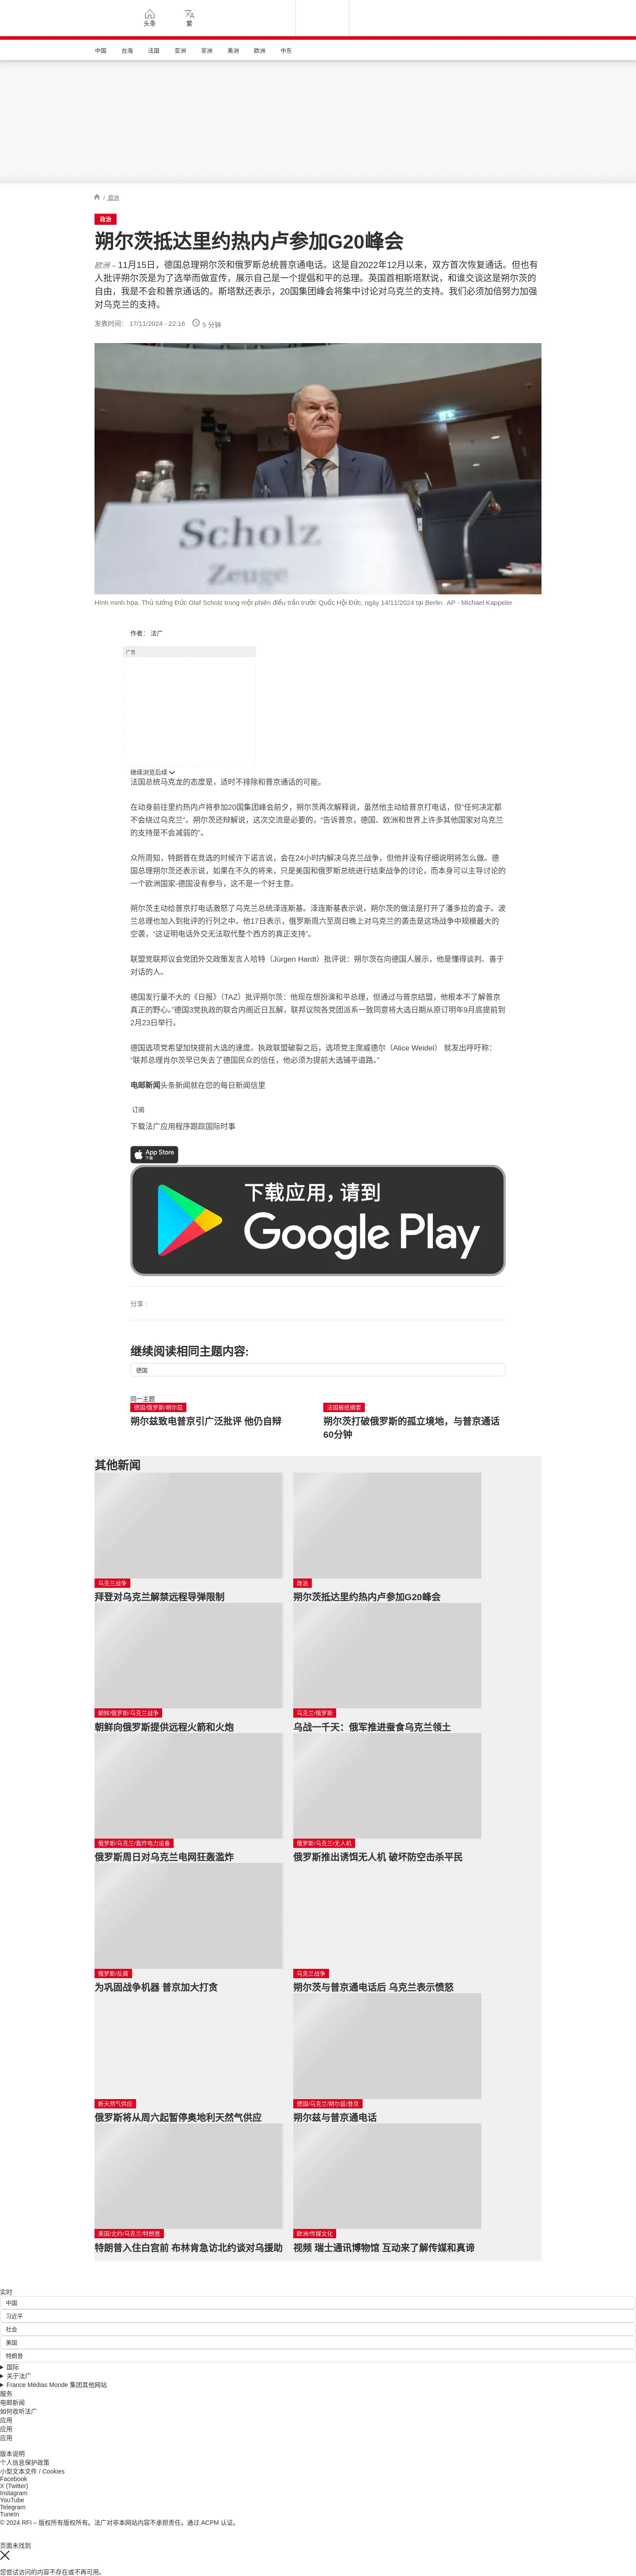 头条
繁
中国 台海 法国 亚洲 非洲 美洲 欧洲 中东
/ 欧洲
政治
朔尔茨抵达里约热内卢参加G20峰会
欧洲 – 11月15日，德国总理朔尔茨和俄罗斯总统普京通电话。这是自2022年12月以来，双方首次恢复通话。但也有
人批评朔尔茨是为了选举而做宣传，展示自己是一个提倡和平的总理。英国首相斯塔默就说，和谁交谈这是朔尔茨的
自由，我是不会和普京通话的。斯塔默还表示，20国集团峰会将集中讨论对乌克兰的支持。我们必须加倍努力加强
对乌克兰的支持。
发表时间： 17/11/2024 - 22:16 5 分钟
Scholz
Zeuge
Hình minh họa: Thủ tướng Đức Olaf Scholz trong một phiên điều trần trước Quốc Hội Đức, ngày 14/11/2024 tại Berlin. AP - Michael Kappeler
作者： 法广
广告
继续浏览后续
法国总统马克龙的态度是，适时不排除和普京通话的可能。
在动身前往里约热内卢将参加20国集团峰会前夕，朔尔茨再次解释说，虽然他主动给普京打电话，但“任何决定都
不会绕过乌克兰”。朔尔茨还辩解说，这次交流是必要的，“告诉普京，德国、欧洲和世界上许多其他国家对乌克兰
的支持是不会减弱的”。
众所周知，特朗普在竞选的时候许下诺言说，会在24小时内解决乌克兰战争，但他并没有仔细说明将怎么做。德
国总理朔尔茨还表示说，如果在不久的将来，只是美国和俄罗斯总统进行结束战争的讨论，而本身可以主导讨论的
一个欧洲国家-德国没有参与，这不是一个好主意。
朔尔茨主动给普京打电话激怒了乌克兰总统泽连斯基。泽连斯基表示说，朔尔茨的做法是打开了潘多拉的盒子。波
兰总理也加入到批评的行列之中。他17日表示，俄罗斯周六至周日晚上对乌克兰的袭击是这场战争中规模最大的
空袭，“这证明电话外交无法取代整个西方的真正支持”。
联盟党联邦议会党团外交政策发言人哈特（Jürgen Hardt）批评说：朔尔茨在向德国人展示，他是懂得谈判、善于
对话的人。
德国发行量不大的《日报》（TAZ）批评朔尔茨：他现在想扮演和平总理，但通过与普京结盟，他根本不了解普京
真正的野心。”德国3党执政的联合内阁近日瓦解，联邦议院各党团派系一致同意将大选日期从原订明年9月底提前到
2月23日举行。
德国选项党希望加快提前大选的速度。执政联盟破裂之后，选项党主席威德尔（Alice Weidel） 就发出呼吁称：
“联邦总理肖尔茨早已失去了德国民众的信任，他必须为提前大选铺平道路。”
电邮新闻头条新闻就在您的每日新闻信里
订阅
下载法广应用程序跟踪国际时事
App Store
下载
下载应用，请到
Google Play
分享 :
继续阅读相同主题内容:
德国
同一主题
德国/俄罗斯/朔尔兹
朔尔兹致电普京引广泛批评 他仍自辩
法国报纸摘要
朔尔茨打破俄罗斯的孤立境地，与普京通话
60分钟
其他新闻
乌克兰战争
拜登对乌克兰解禁远程导弹限制
政治
朔尔茨抵达里约热内卢参加G20峰会
朝鲜/俄罗斯/乌克兰战争
朝鲜向俄罗斯提供远程火箭和火炮
乌克兰/俄罗斯
乌战一千天：俄军推进蚕食乌克兰领土
俄罗斯/乌克兰/轰炸电力设备
俄罗斯周日对乌克兰电网狂轰滥炸
俄罗斯/乌克兰/无人机
俄罗斯推出诱饵无人机 破坏防空击杀平民
俄罗斯/反腐
为巩固战争机器 普京加大打贪
乌克兰战争
朔尔茨与普京通电话后 乌克兰表示愤怒
断天然气供应
俄罗斯将从周六起暂停奥地利天然气供应
德国/乌克兰/朔尔兹/普京
朔尔兹与普京通电话
美国/北约/乌克兰/特朗普
特朗普入住白宫前 布林肯急访北约谈对乌援助
欧洲/传媒文化
视频 瑞士通讯博物馆 互动来了解传媒和真谛
实时
中国
习近平
社会
美国
特朗普
国际
关于法广
France Médias Monde 集团其他网站
服务
电邮新闻
如何收听法广
应用
应用
应用
版本说明
个人信息保护政策
小型文本文件 / Cookies
Facebook
X (Twitter)
Instagram
YouTube
Telegram
TuneIn
© 2024 RFI – 版权所有版权所有。法广对非本网站内容不承担责任。通过 ACPM 认证。
页面未找到
您尝试访问的内容不存在或不再可用。